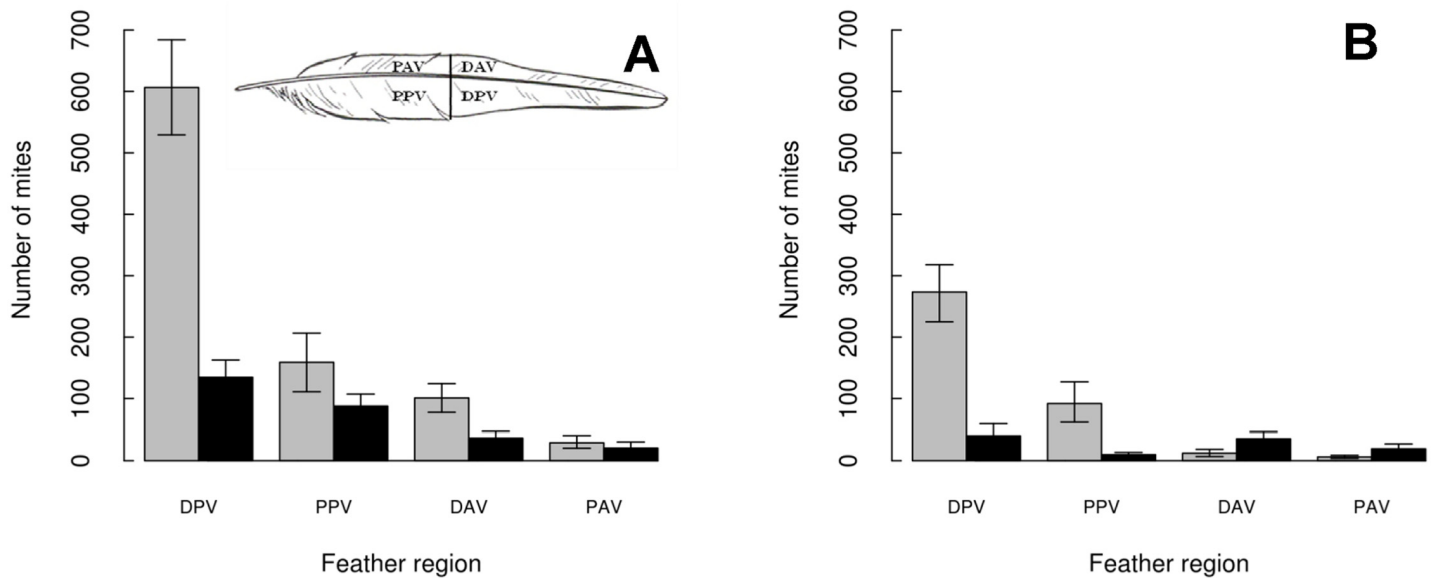 A
PAV DAV
PPV DPV
Number of mites
700
600
500
400
300
200
100
0
DPV PPV DAV PAV
Feather region
B
Number of mites
700
600
500
400
300
200
100
0
DPV PPV DAV PAV
Feather region